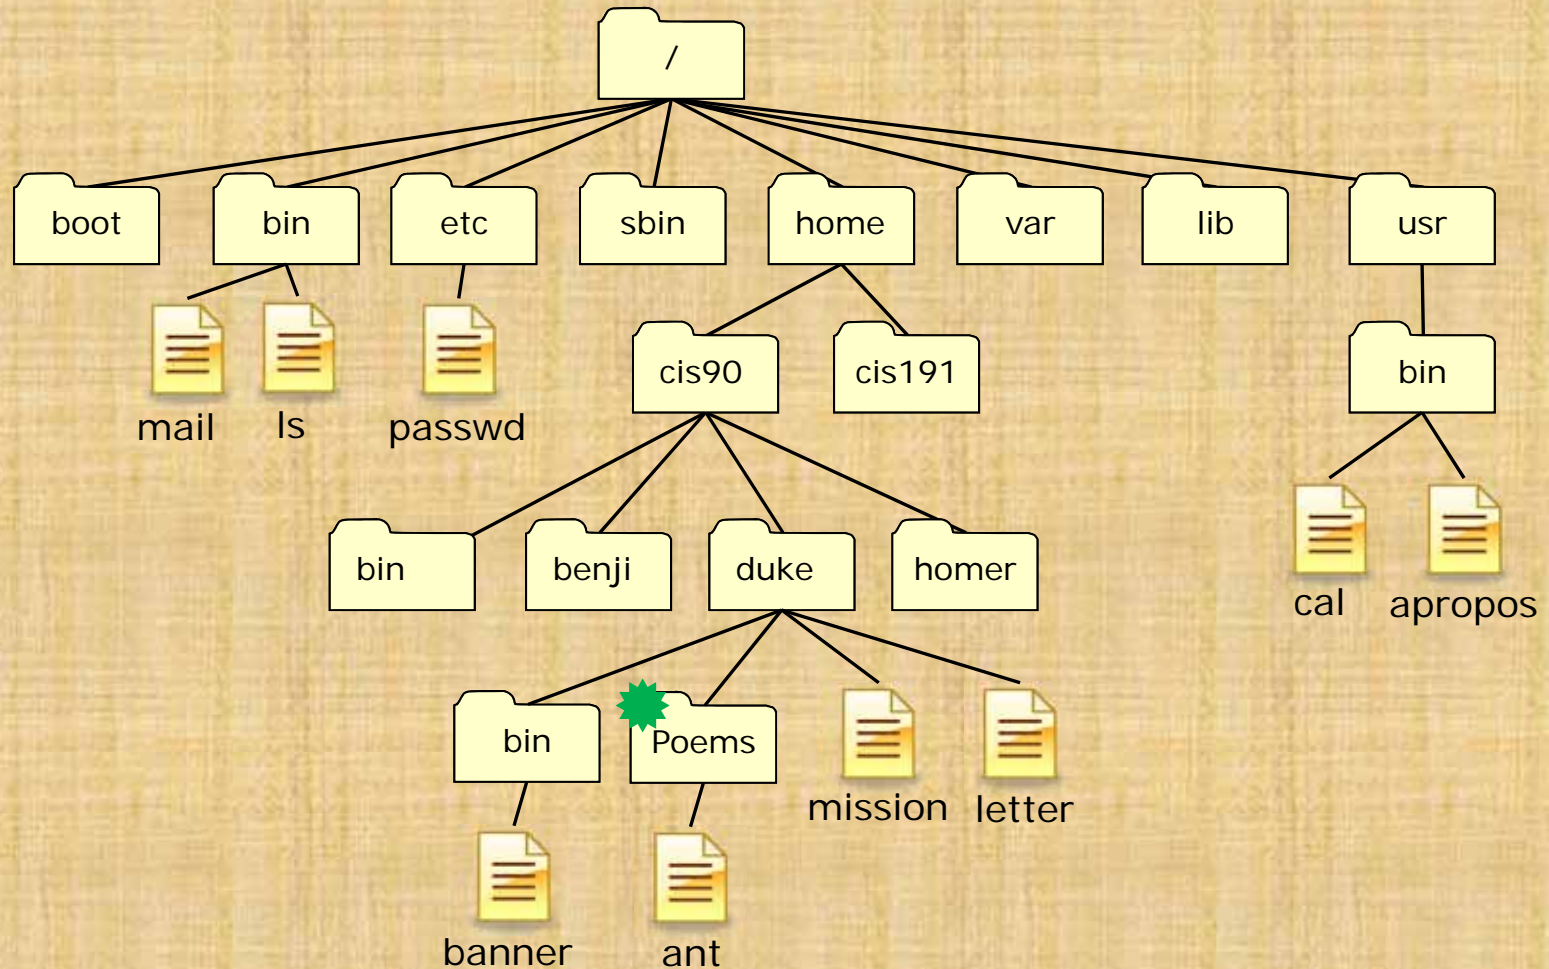 /
boot bin etc sbin home var lib usr
mail ls passwd
cis90 cis191 bin
bin benji duke homer
cal apropos
bin Poems
mission letter
banner ant